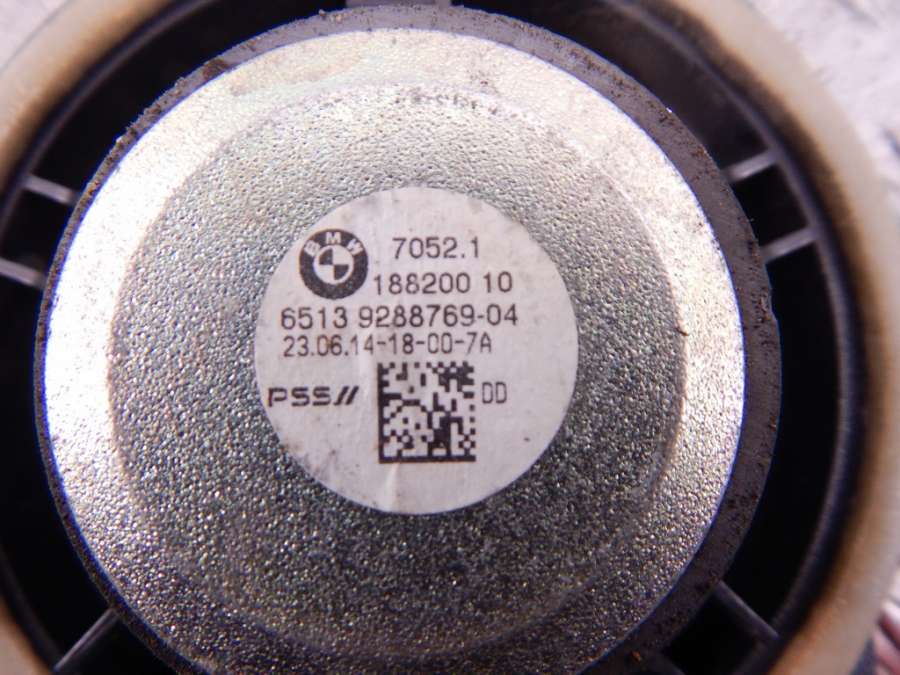 BMW
7052.1
188200 10
6513 9288769-04
23.06.14-18-00-7A
PSS// DD